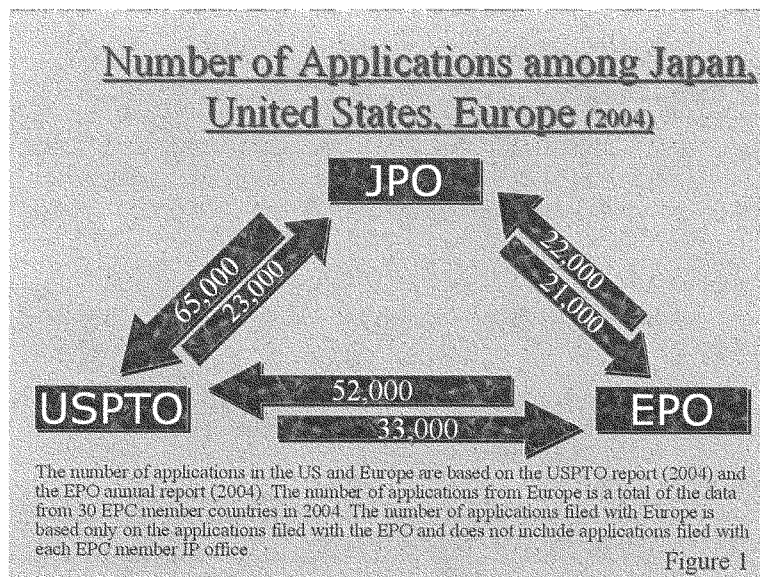 Number of Applications among Japan,
United States, Europe (2004)
JPO
65,000
23,000
22,000
21,000
USPTO
52,000
33,000
EPO
The number of applications in the US and Europe are based on the USPTO report (2004) and
the EPO annual report (2004). The number of applications from Europe is a total of the data
from 30 EPC member countries in 2004. The number of applications filed with Europe is
based only on the applications filed with the EPO and does not include applications filed with
each EPC member IP office.
Figure 1